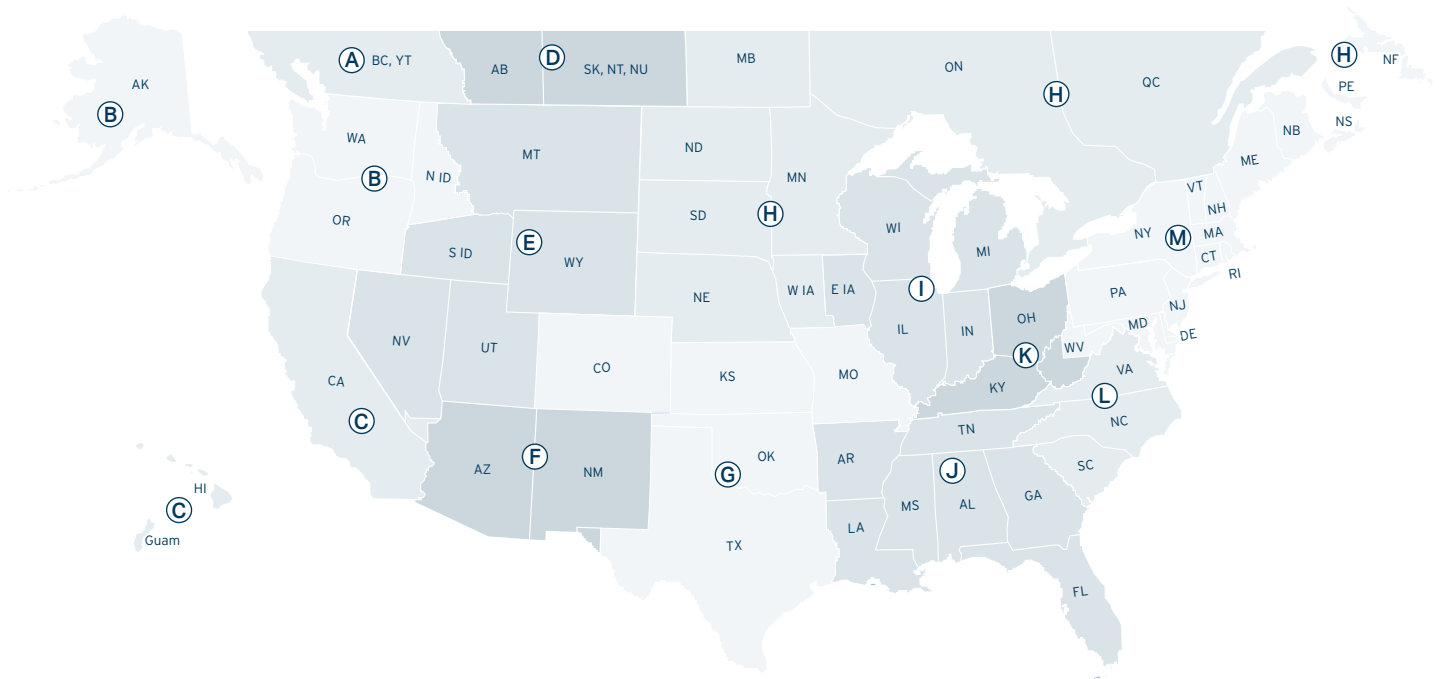 A BC, YT
AB
D
SK, NT, NU
MB
ON
H
QC
H
NF
PE
NS
NB
AK
B
WA
B
N ID
OR
S ID
MT
E
WY
ND
SD
H
MN
WI
MI
I
NE
W IA
E IA
IL
IN
OH
K
KY
WV
VA
L
NC
PA
NY
M
VT
NH
ME
MA
CT
RI
NJ
DE
MD
CA
C
NV
UT
CO
KS
MO
AZ
F
NM
G
OK
TX
AR
LA
MS
J
AL
TN
GA
SC
FL
HI
C
Guam